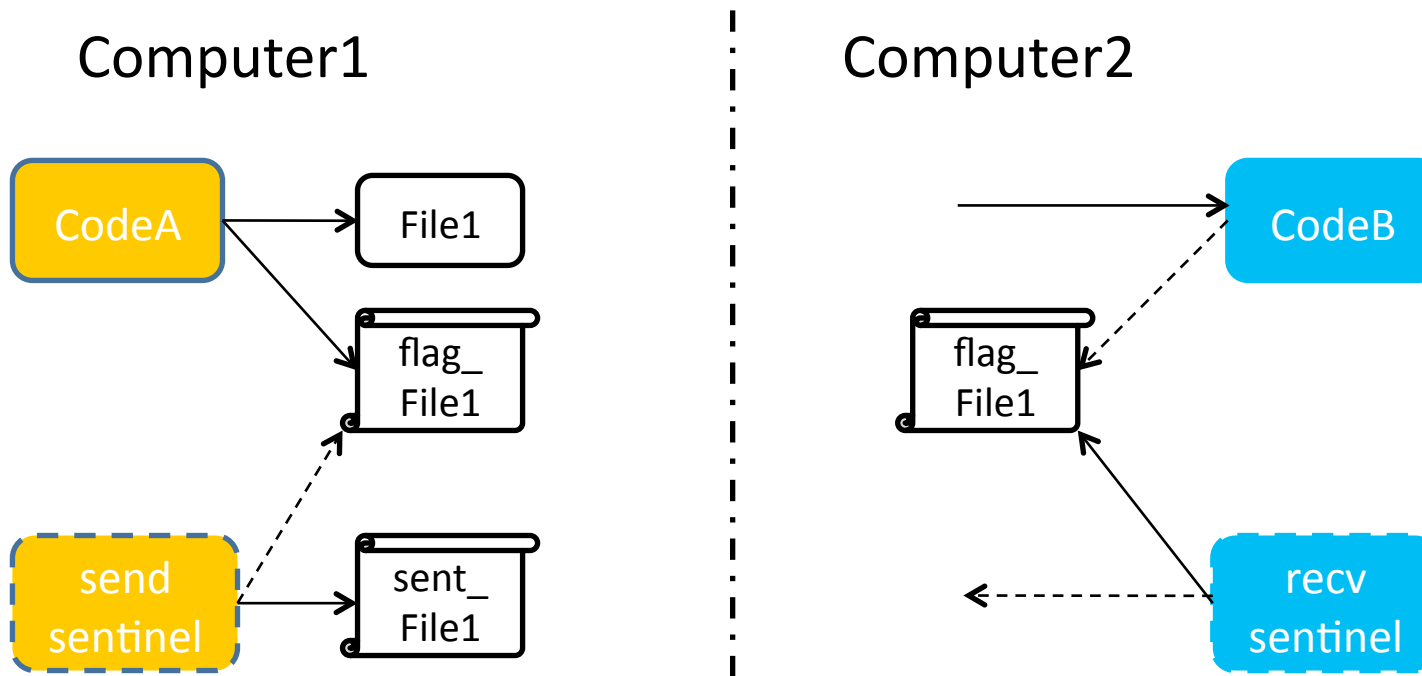 Computer1
Computer2
CodeA
File1
CodeB
flag_
File1
flag_
File1
send
sentinel
sent_
File1
recv
sentinel